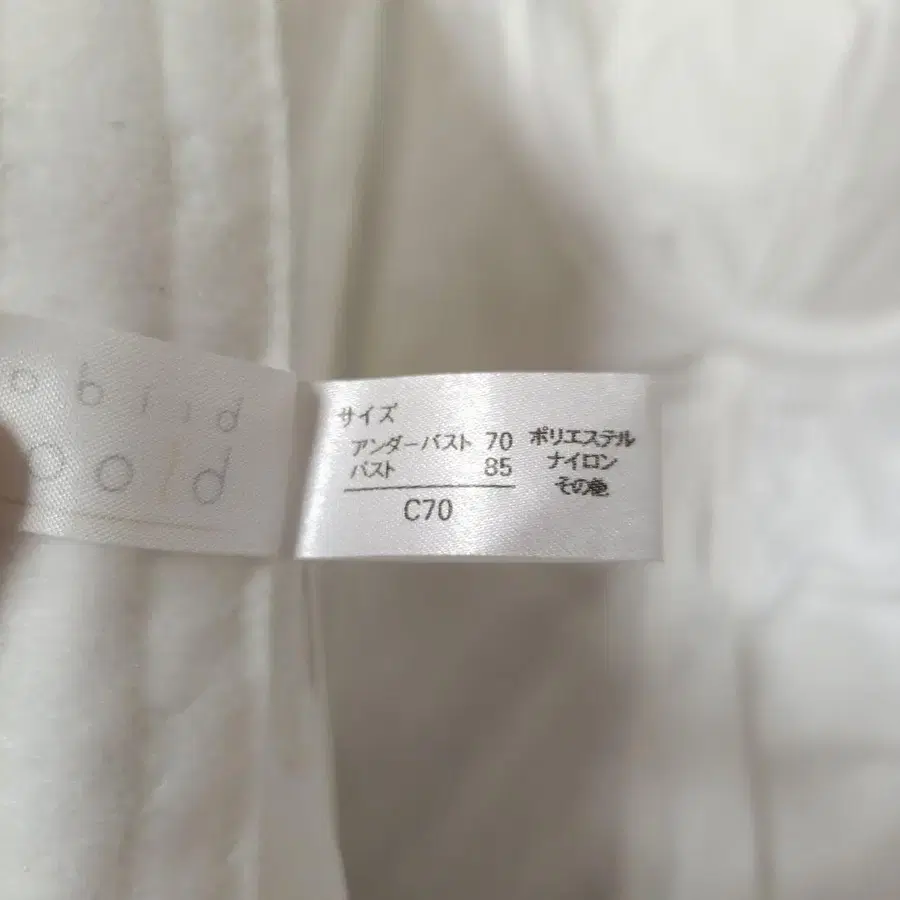 サイズ
アンダーバスト 70
バスト 85
C70
ポリエステル
ナイロン
その他